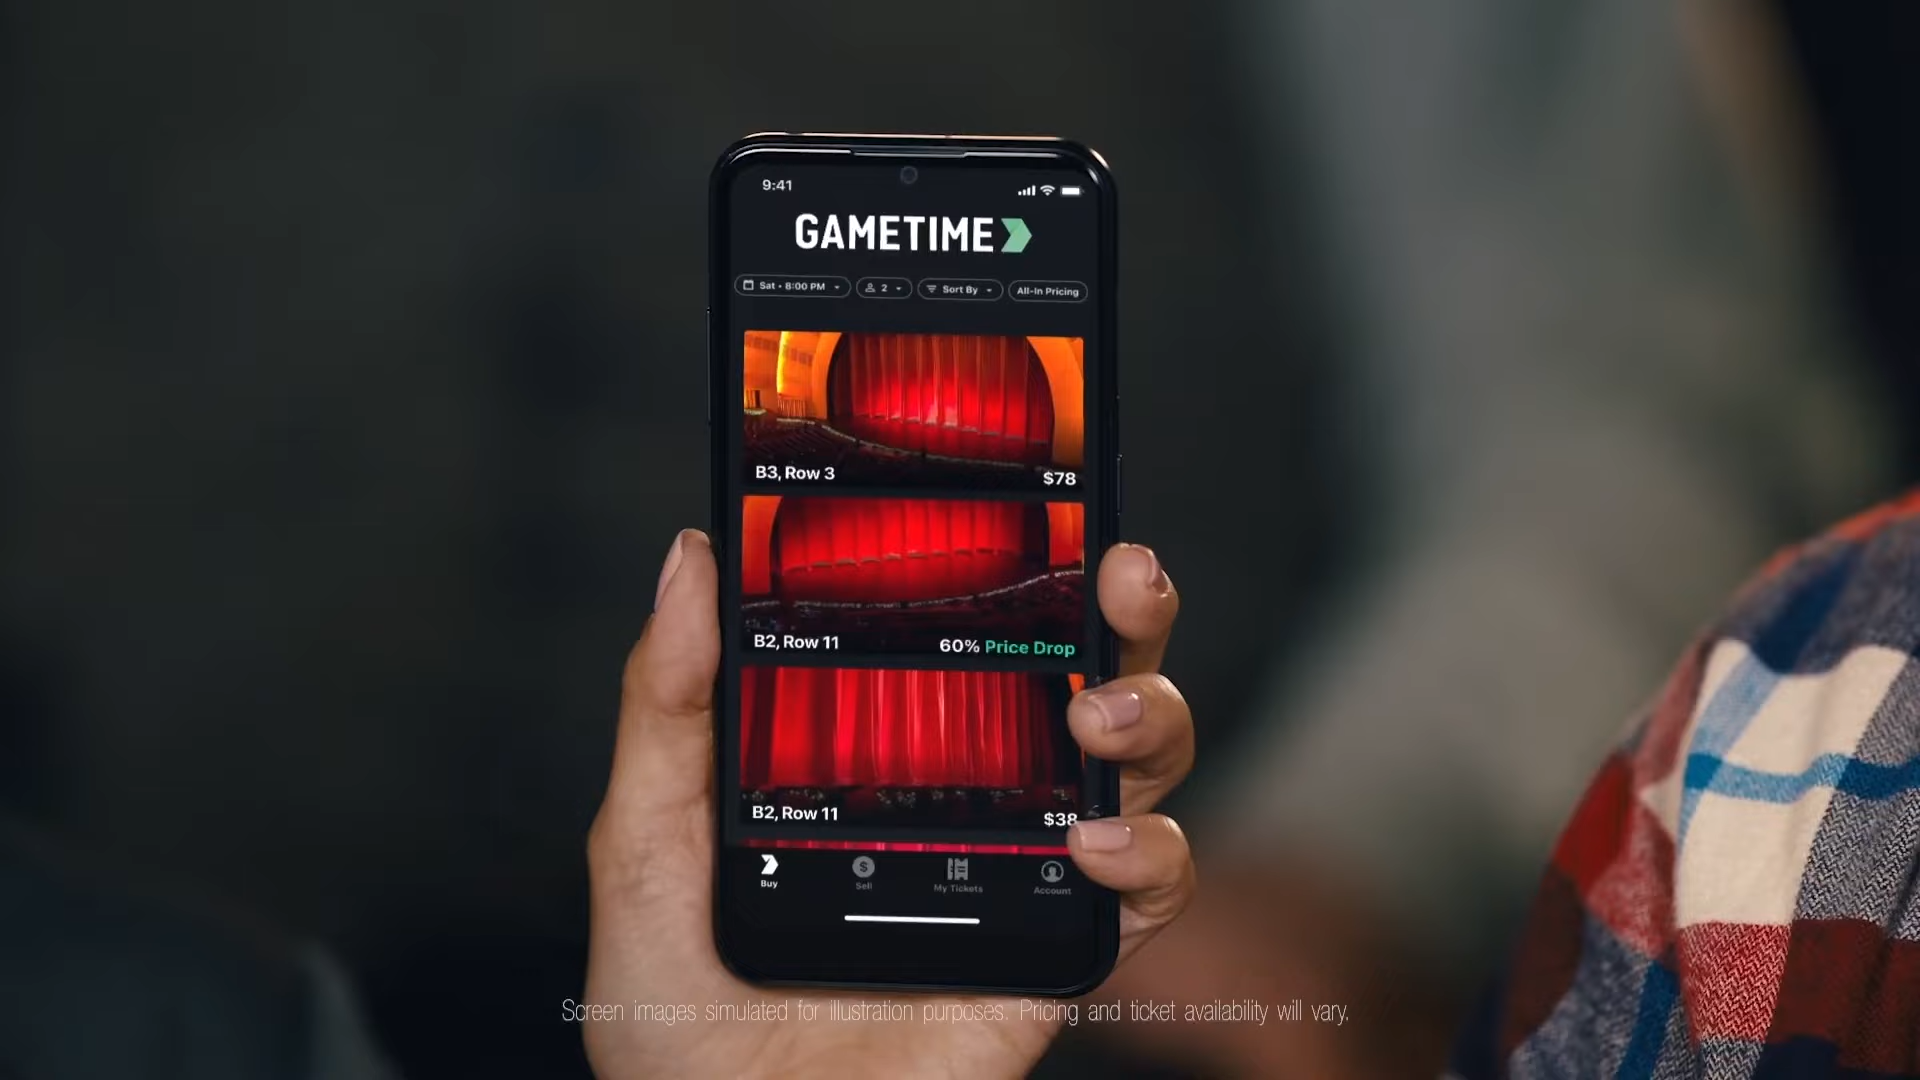 9:41
GAMETIME
Sat • 8:00 PM
2
Sort By
All-In Pricing
B3, Row 3
$78
B2, Row 11
60% Price Drop
B2, Row 11
$38
Buy
Sell
My Tickets
Account
Screen images simulated for illustration purposes. Pricing and ticket availability will vary.